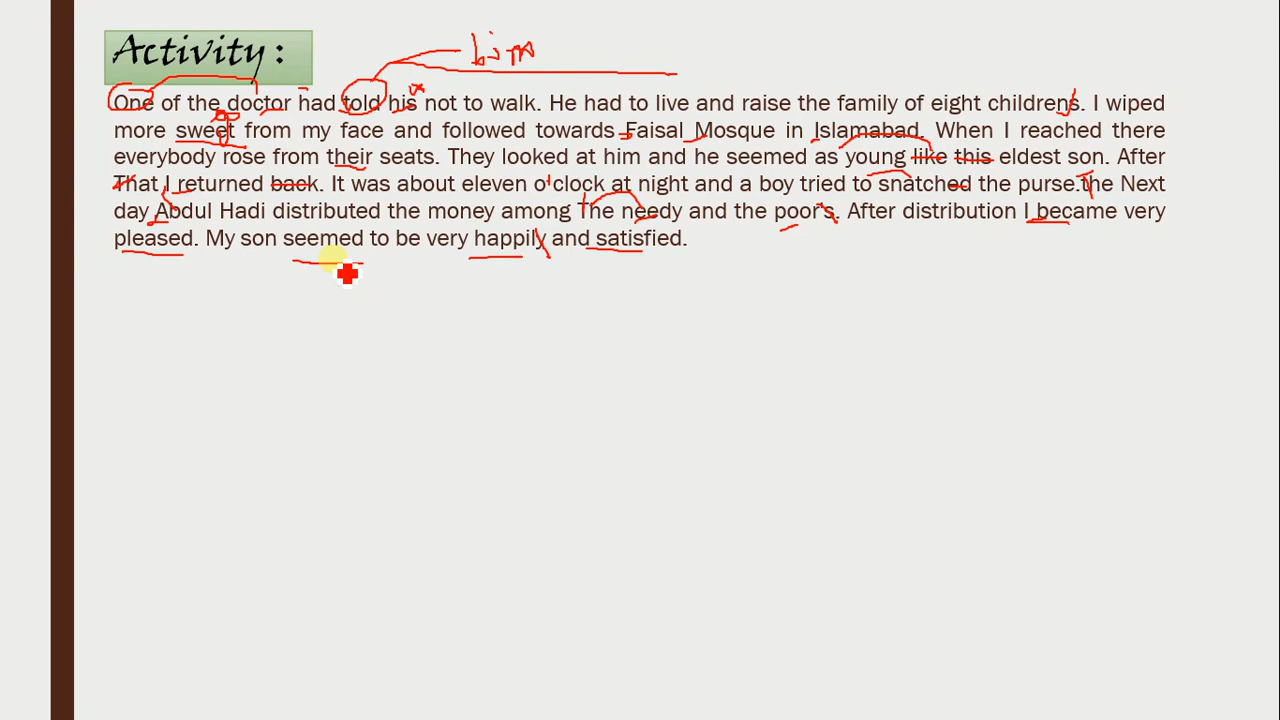 Activity :
him
One of the doctor had told his not to walk. He had to live and raise the family of eight childrens. I wiped
more sweet from my face and followed towards Faisal Mosque in Islamabad. When I reached there
everybody rose from their seats. They looked at him and he seemed as young like this eldest son. After
That I returned back. It was about eleven o'clock at night and a boy tried to snatched the purse.the Next
day Abdul Hadi distributed the money among The needy and the poor's. After distribution I became very
pleased. My son seemed to be very happily and satisfied.